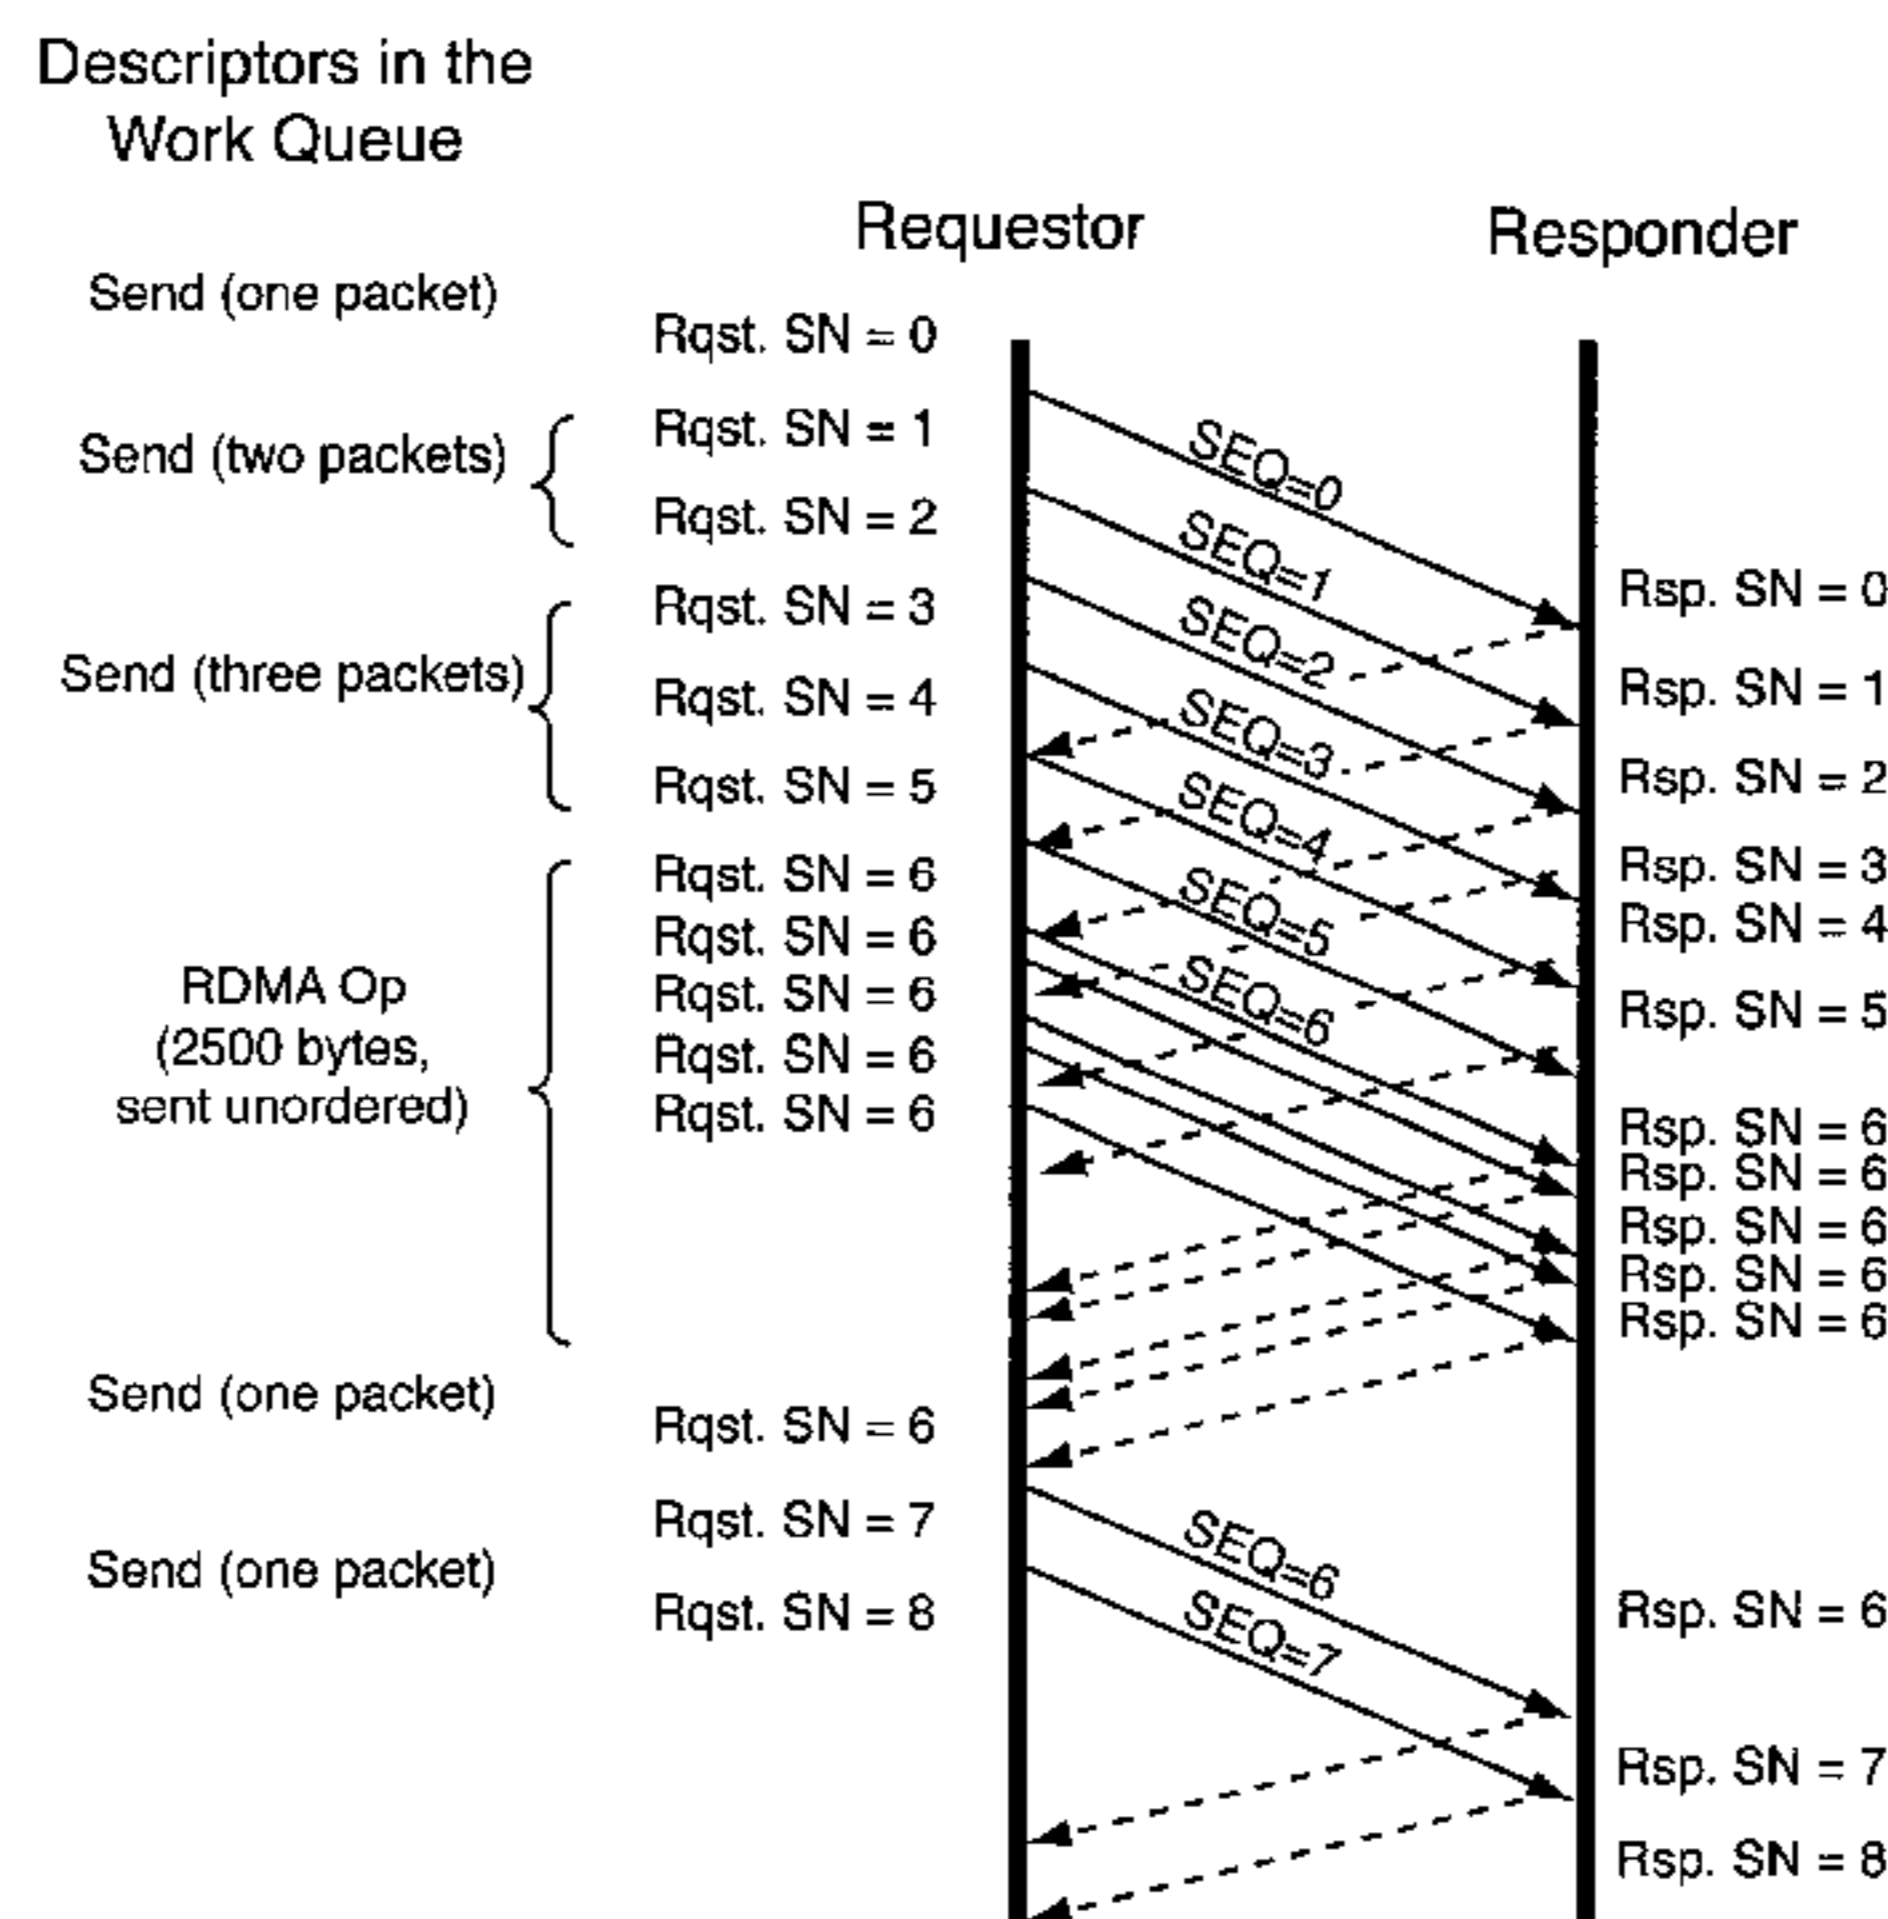 Descriptors in the
Work Queue
Requestor
Responder
Send (one packet)
Rqst. SN = 0
Send (two packets)
Rqst. SN = 1
Rqst. SN = 2
Send (three packets)
Rqst. SN = 3
Rqst. SN = 4
Rqst. SN = 5
RDMA Op
(2500 bytes,
sent unordered)
Rqst. SN = 6
Rqst. SN = 6
Rqst. SN = 6
Rqst. SN = 6
Rqst. SN = 6
Send (one packet)
Rqst. SN = 6
Rqst. SN = 7
Send (one packet)
Rqst. SN = 8
SEQ=0
SEQ=1
SEQ=2
SEQ=3
SEQ=4
SEQ=5
SEQ=6
SEQ=6
SEQ=7
Rsp. SN = 0
Rsp. SN = 1
Rsp. SN = 2
Rsp. SN = 3
Rsp. SN = 4
Rsp. SN = 5
Rsp. SN = 6
Rsp. SN = 6
Rsp. SN = 6
Rsp. SN = 6
Rsp. SN = 6
Rsp. SN = 6
Rsp. SN = 7
Rsp. SN = 8